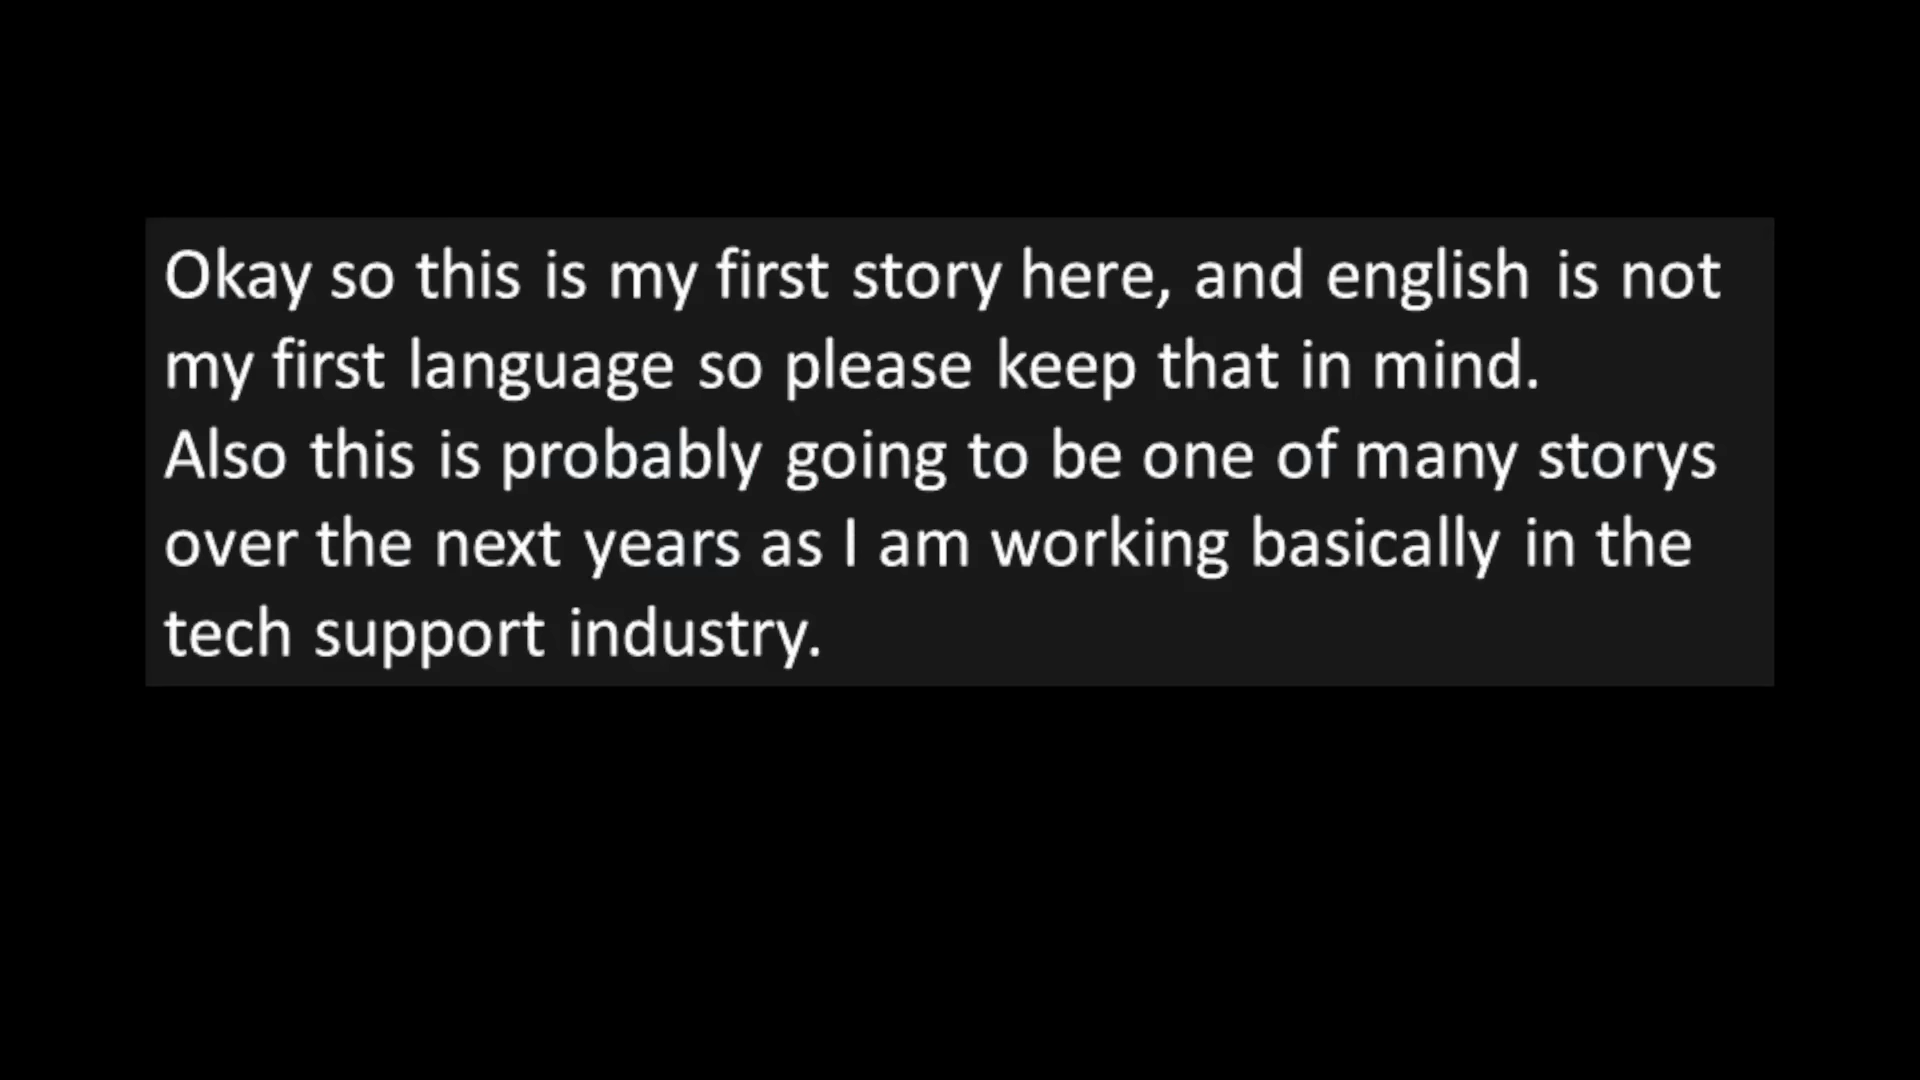 Okay so this is my first story here, and english is not
my first language so please keep that in mind.
Also this is probably going to be one of many storys
over the next years as I am working basically in the
tech support industry.